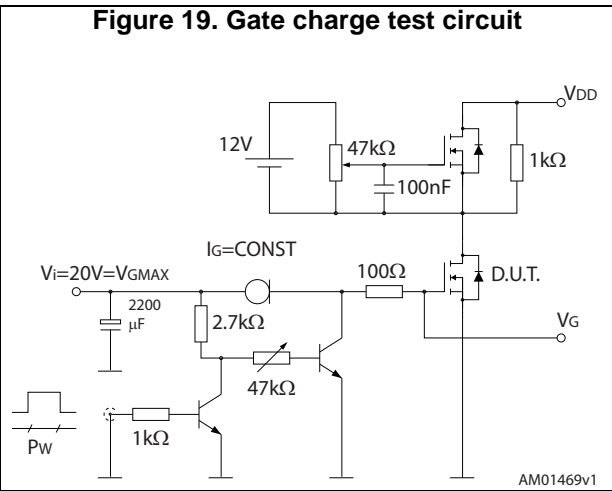 Figure 19. Gate charge test circuit
VDD
12V
47kΩ
1kΩ
100nF
IG=CONST
Vi=20V=VGMAX
100Ω
D.U.T.
2200
μF
2.7kΩ
VG
47kΩ
1kΩ
PW
AM01469v1